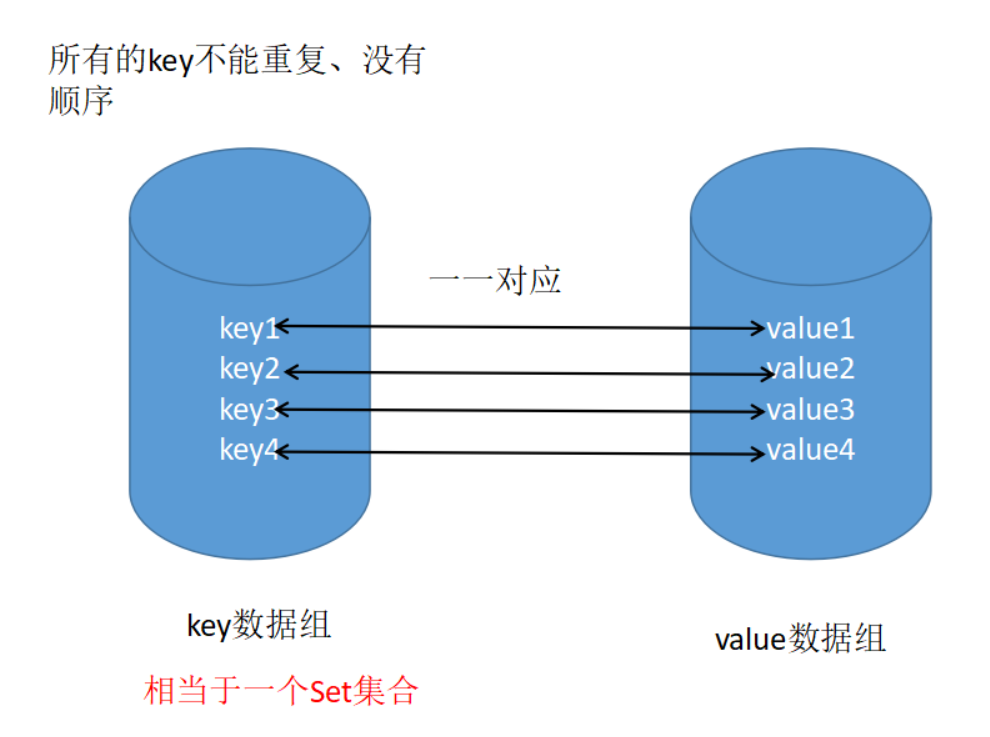 所有的key不能重复、没有
顺序
一一对应
key1
value1
key2
value2
key3
value3
key4
value4
key数据组
value数据组
相当于一个Set集合